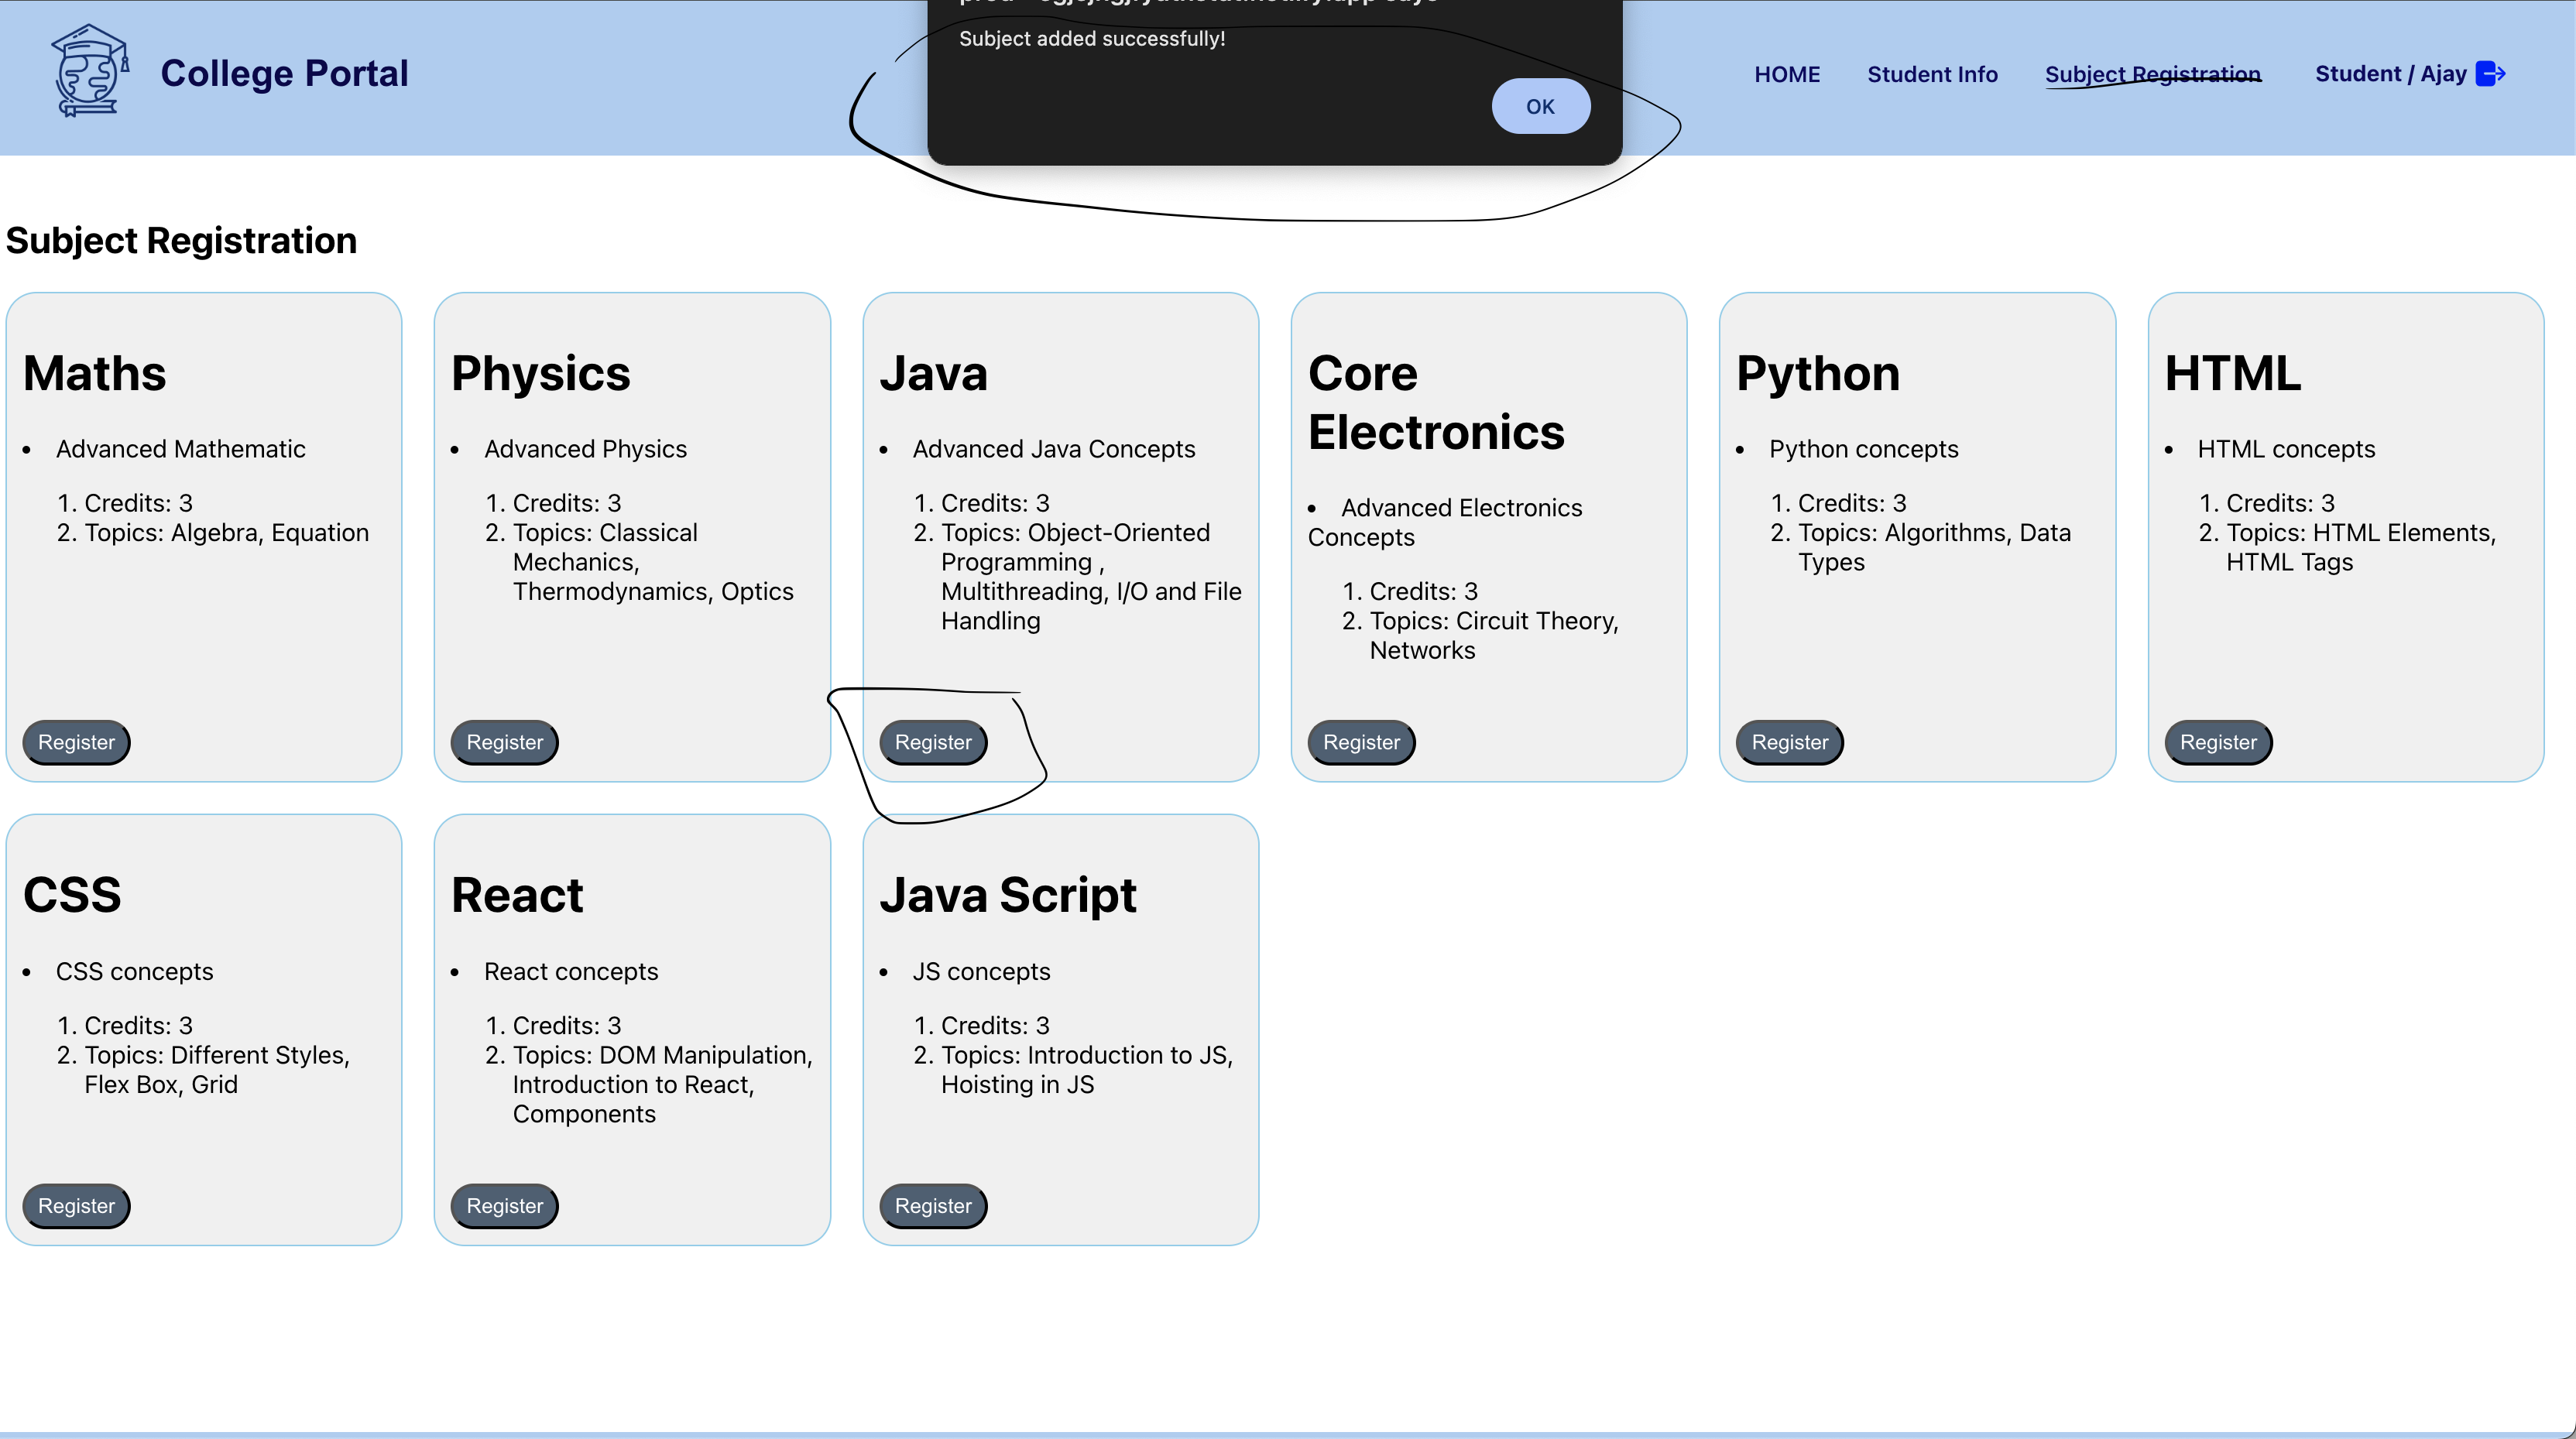 Subject added successfully!
OK
College Portal
HOME Student Info Subject Registration Student / Ajay
Subject Registration
Maths
• Advanced Mathematic
1. Credits: 3
2. Topics: Algebra, Equation
Register
Physics
• Advanced Physics
1. Credits: 3
2. Topics: Classical
Mechanics,
Thermodynamics, Optics
Register
Java
• Advanced Java Concepts
1. Credits: 3
2. Topics: Object-Oriented
Programming ,
Multithreading, I/O and File
Handling
Register
Core
Electronics
• Advanced Electronics
Concepts
1. Credits: 3
2. Topics: Circuit Theory,
Networks
Register
Python
• Python concepts
1. Credits: 3
2. Topics: Algorithms, Data
Types
Register
HTML
• HTML concepts
1. Credits: 3
2. Topics: HTML Elements,
HTML Tags
Register
CSS
• CSS concepts
1. Credits: 3
2. Topics: Different Styles,
Flex Box, Grid
Register
React
• React concepts
1. Credits: 3
2. Topics: DOM Manipulation,
Introduction to React,
Components
Register
Java Script
• JS concepts
1. Credits: 3
2. Topics: Introduction to JS,
Hoisting in JS
Register